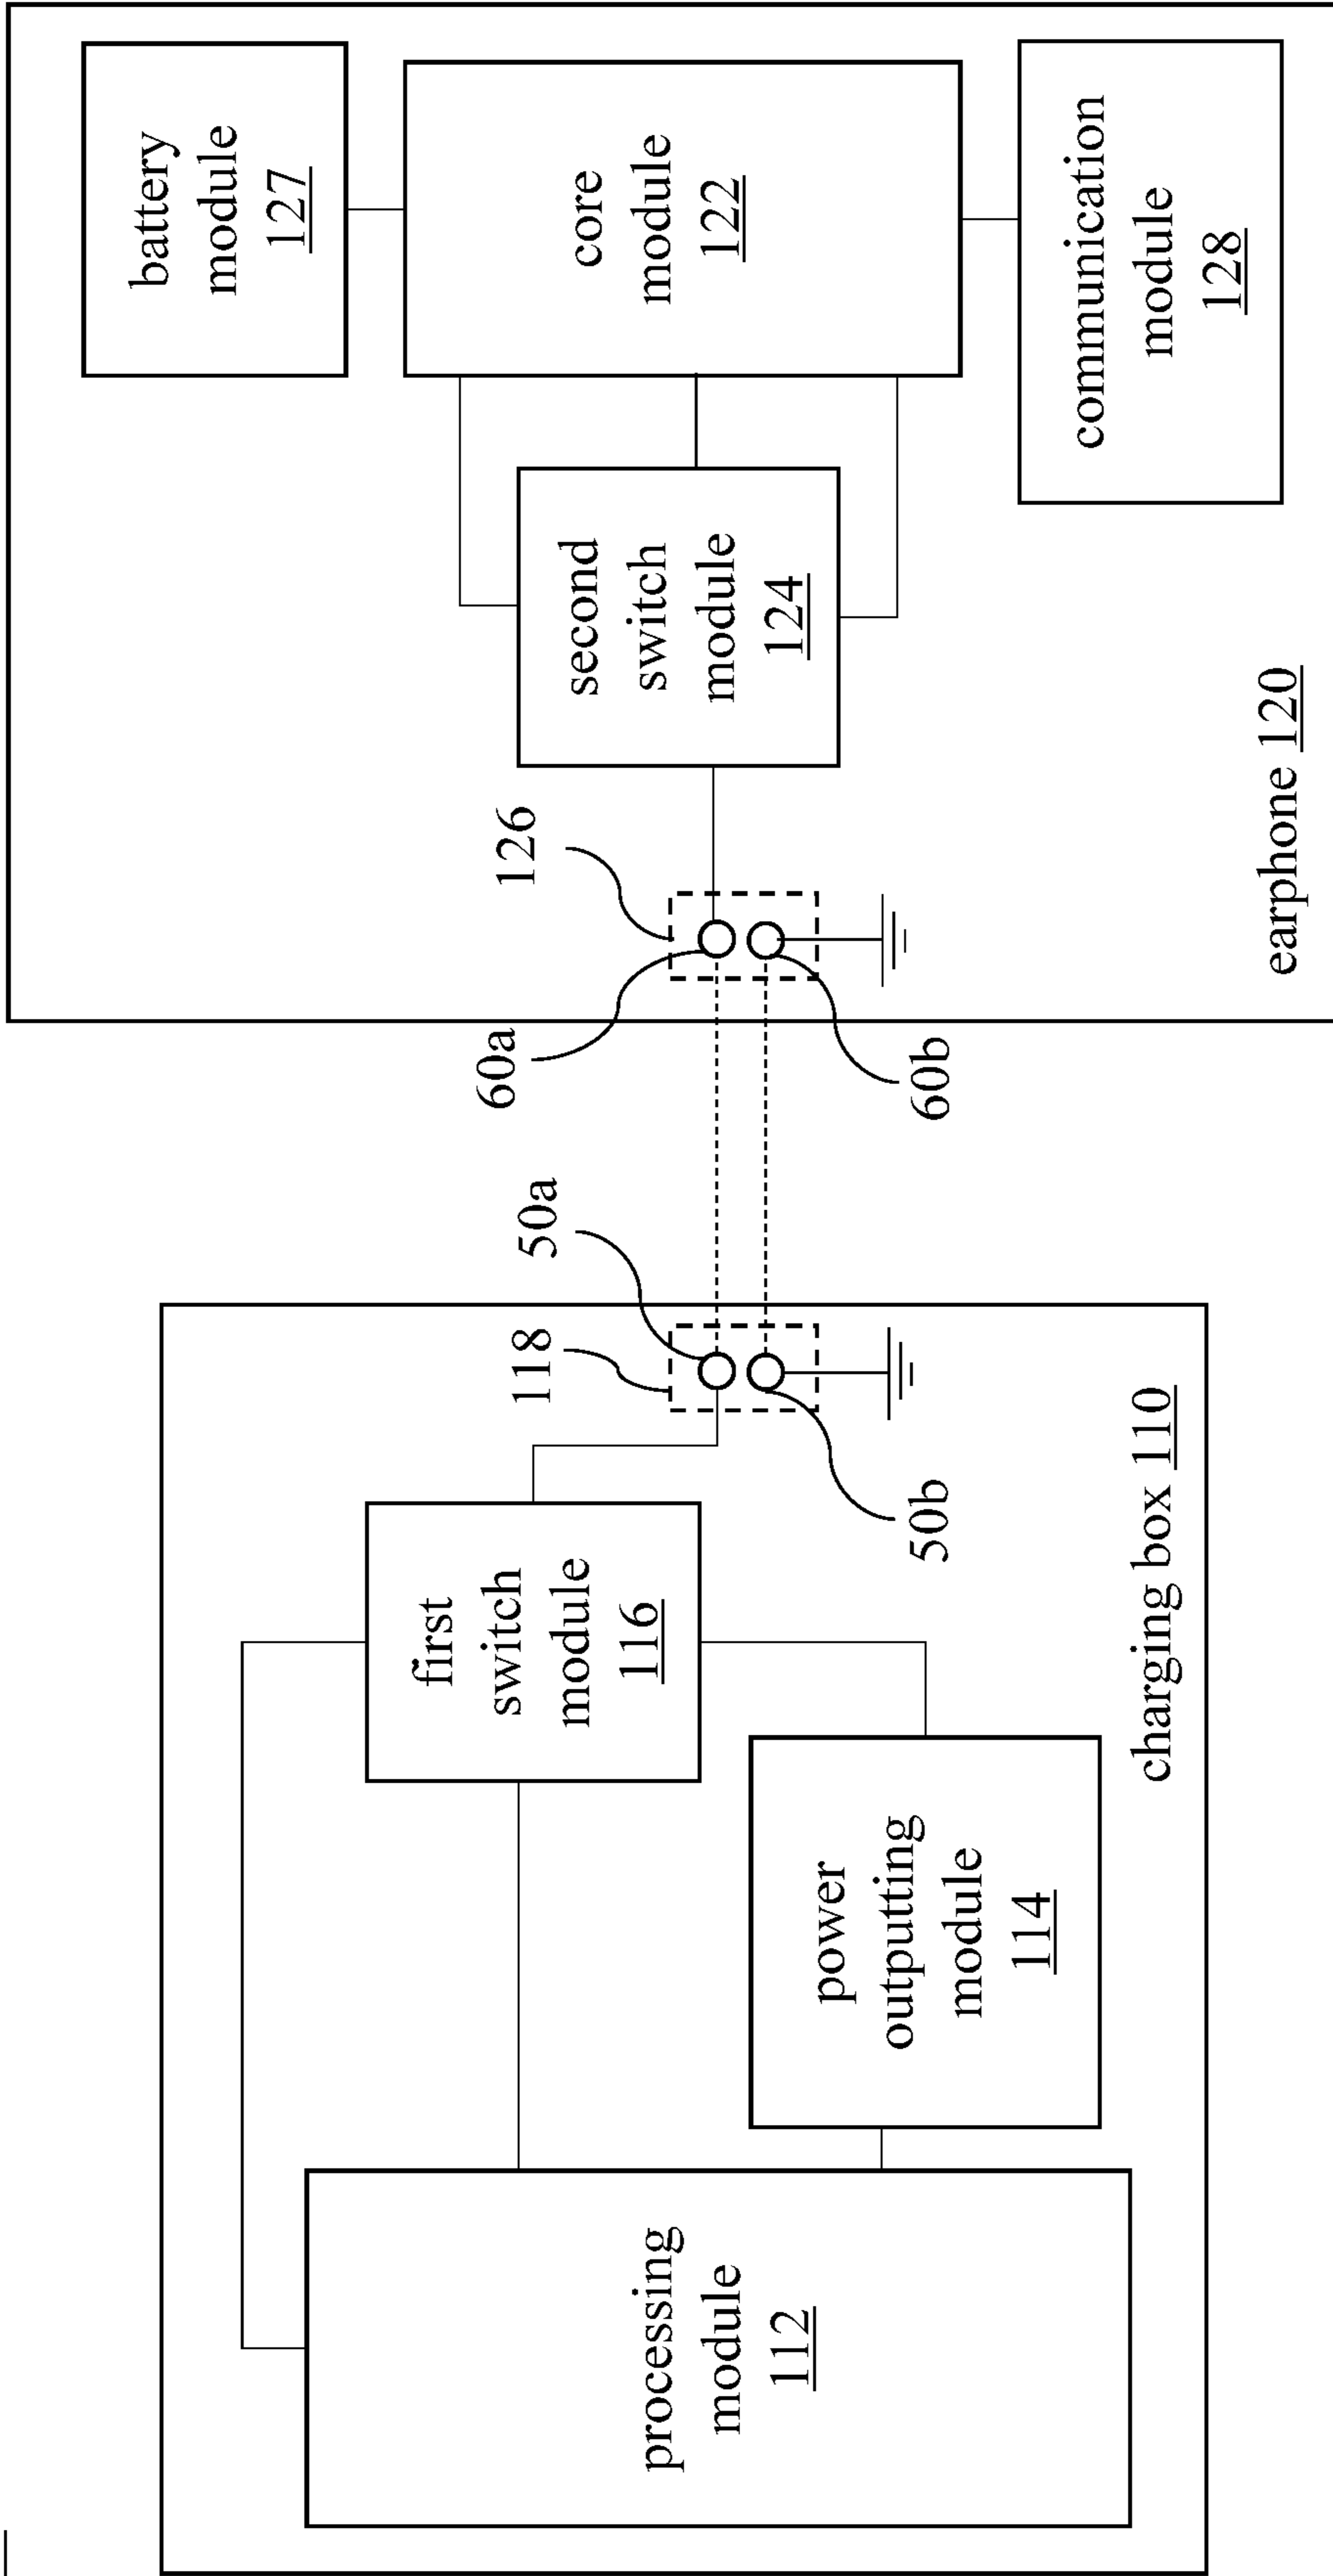 processing
module
112
power
outputting
module
114
first
switch
module
116
118
50a
50b
charging box 110
60a
60b
126
second
switch
module
124
battery
module
127
core
module
122
communication
module
128
earphone 120